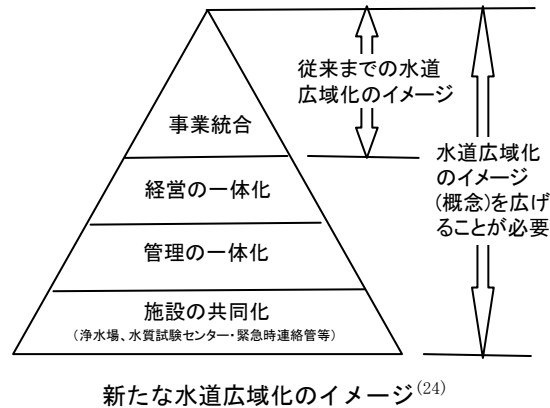 従来までの水道
広域化のイメージ
事業統合
水道広域化
のイメージ
(概念)を広げ
ることが必要
経営の一体化
管理の一体化
施設の共同化
(浄水場、水質試験センター・緊急時連絡管等)
新たな水道広域化のイメージ(24)